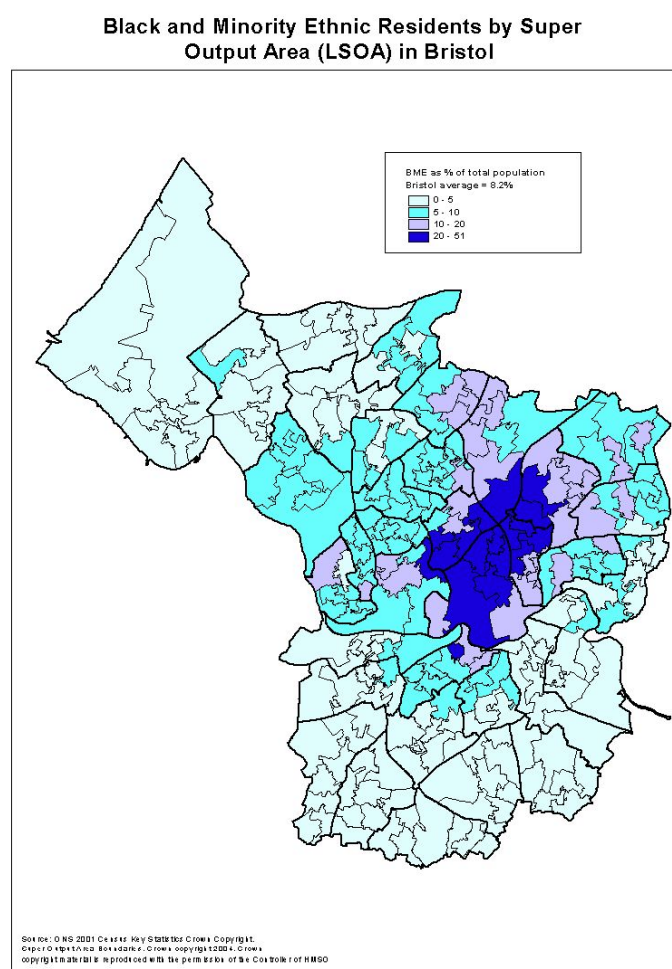 Black and Minority Ethnic Residents by Super
Output Area (LSOA) in Bristol
BME as % of total population
Bristol average = 8.2%
0 - 5
5 - 10
10 - 20
20 - 51
Source: ONS 2001 Census Key Statistics Crown Copyright.
Super Output Area Boundaries. Crown copyright 2004. Crown
copyright material is reproduced with the permission of the Controller of HMSO